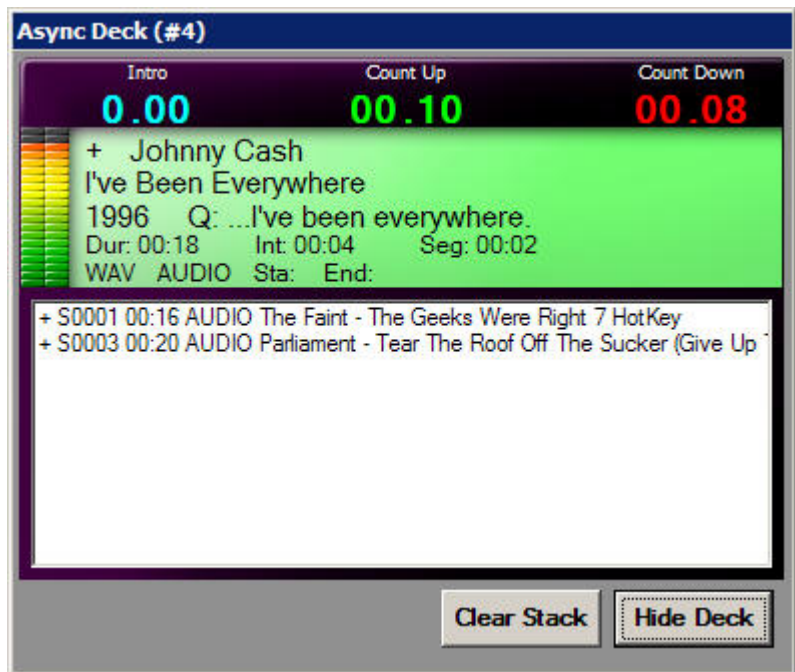 Async Deck (#4)
Intro Count Up Count Down
0.00 00.10 00.08
+ Johnny Cash
I've Been Everywhere
1996 Q: ...I've been everywhere.
Dur: 00:18 Int: 00:04 Seg: 00:02
WAV AUDIO Sta: End:
+ S0001 00:16 AUDIO The Faint - The Geeks Were Right 7 HotKey
+ S0003 00:20 AUDIO Parliament - Tear The Roof Off The Sucker (Give Up
Clear Stack Hide Deck